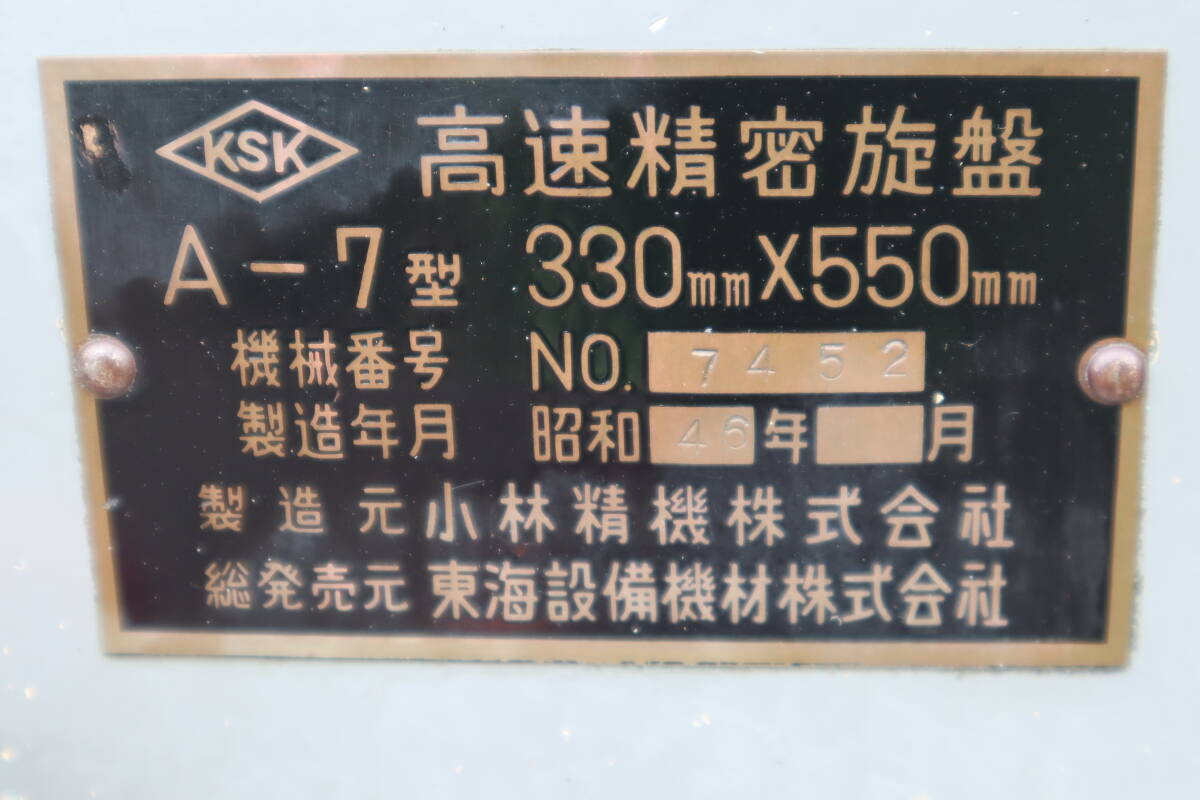 KSK 高速精密旋盤
A-7型 330mm×550mm
機械番号 NO. 7452
製造年月 昭和46年 月
製造元 小林精機株式会社
総発売元 東海設備機材株式会社